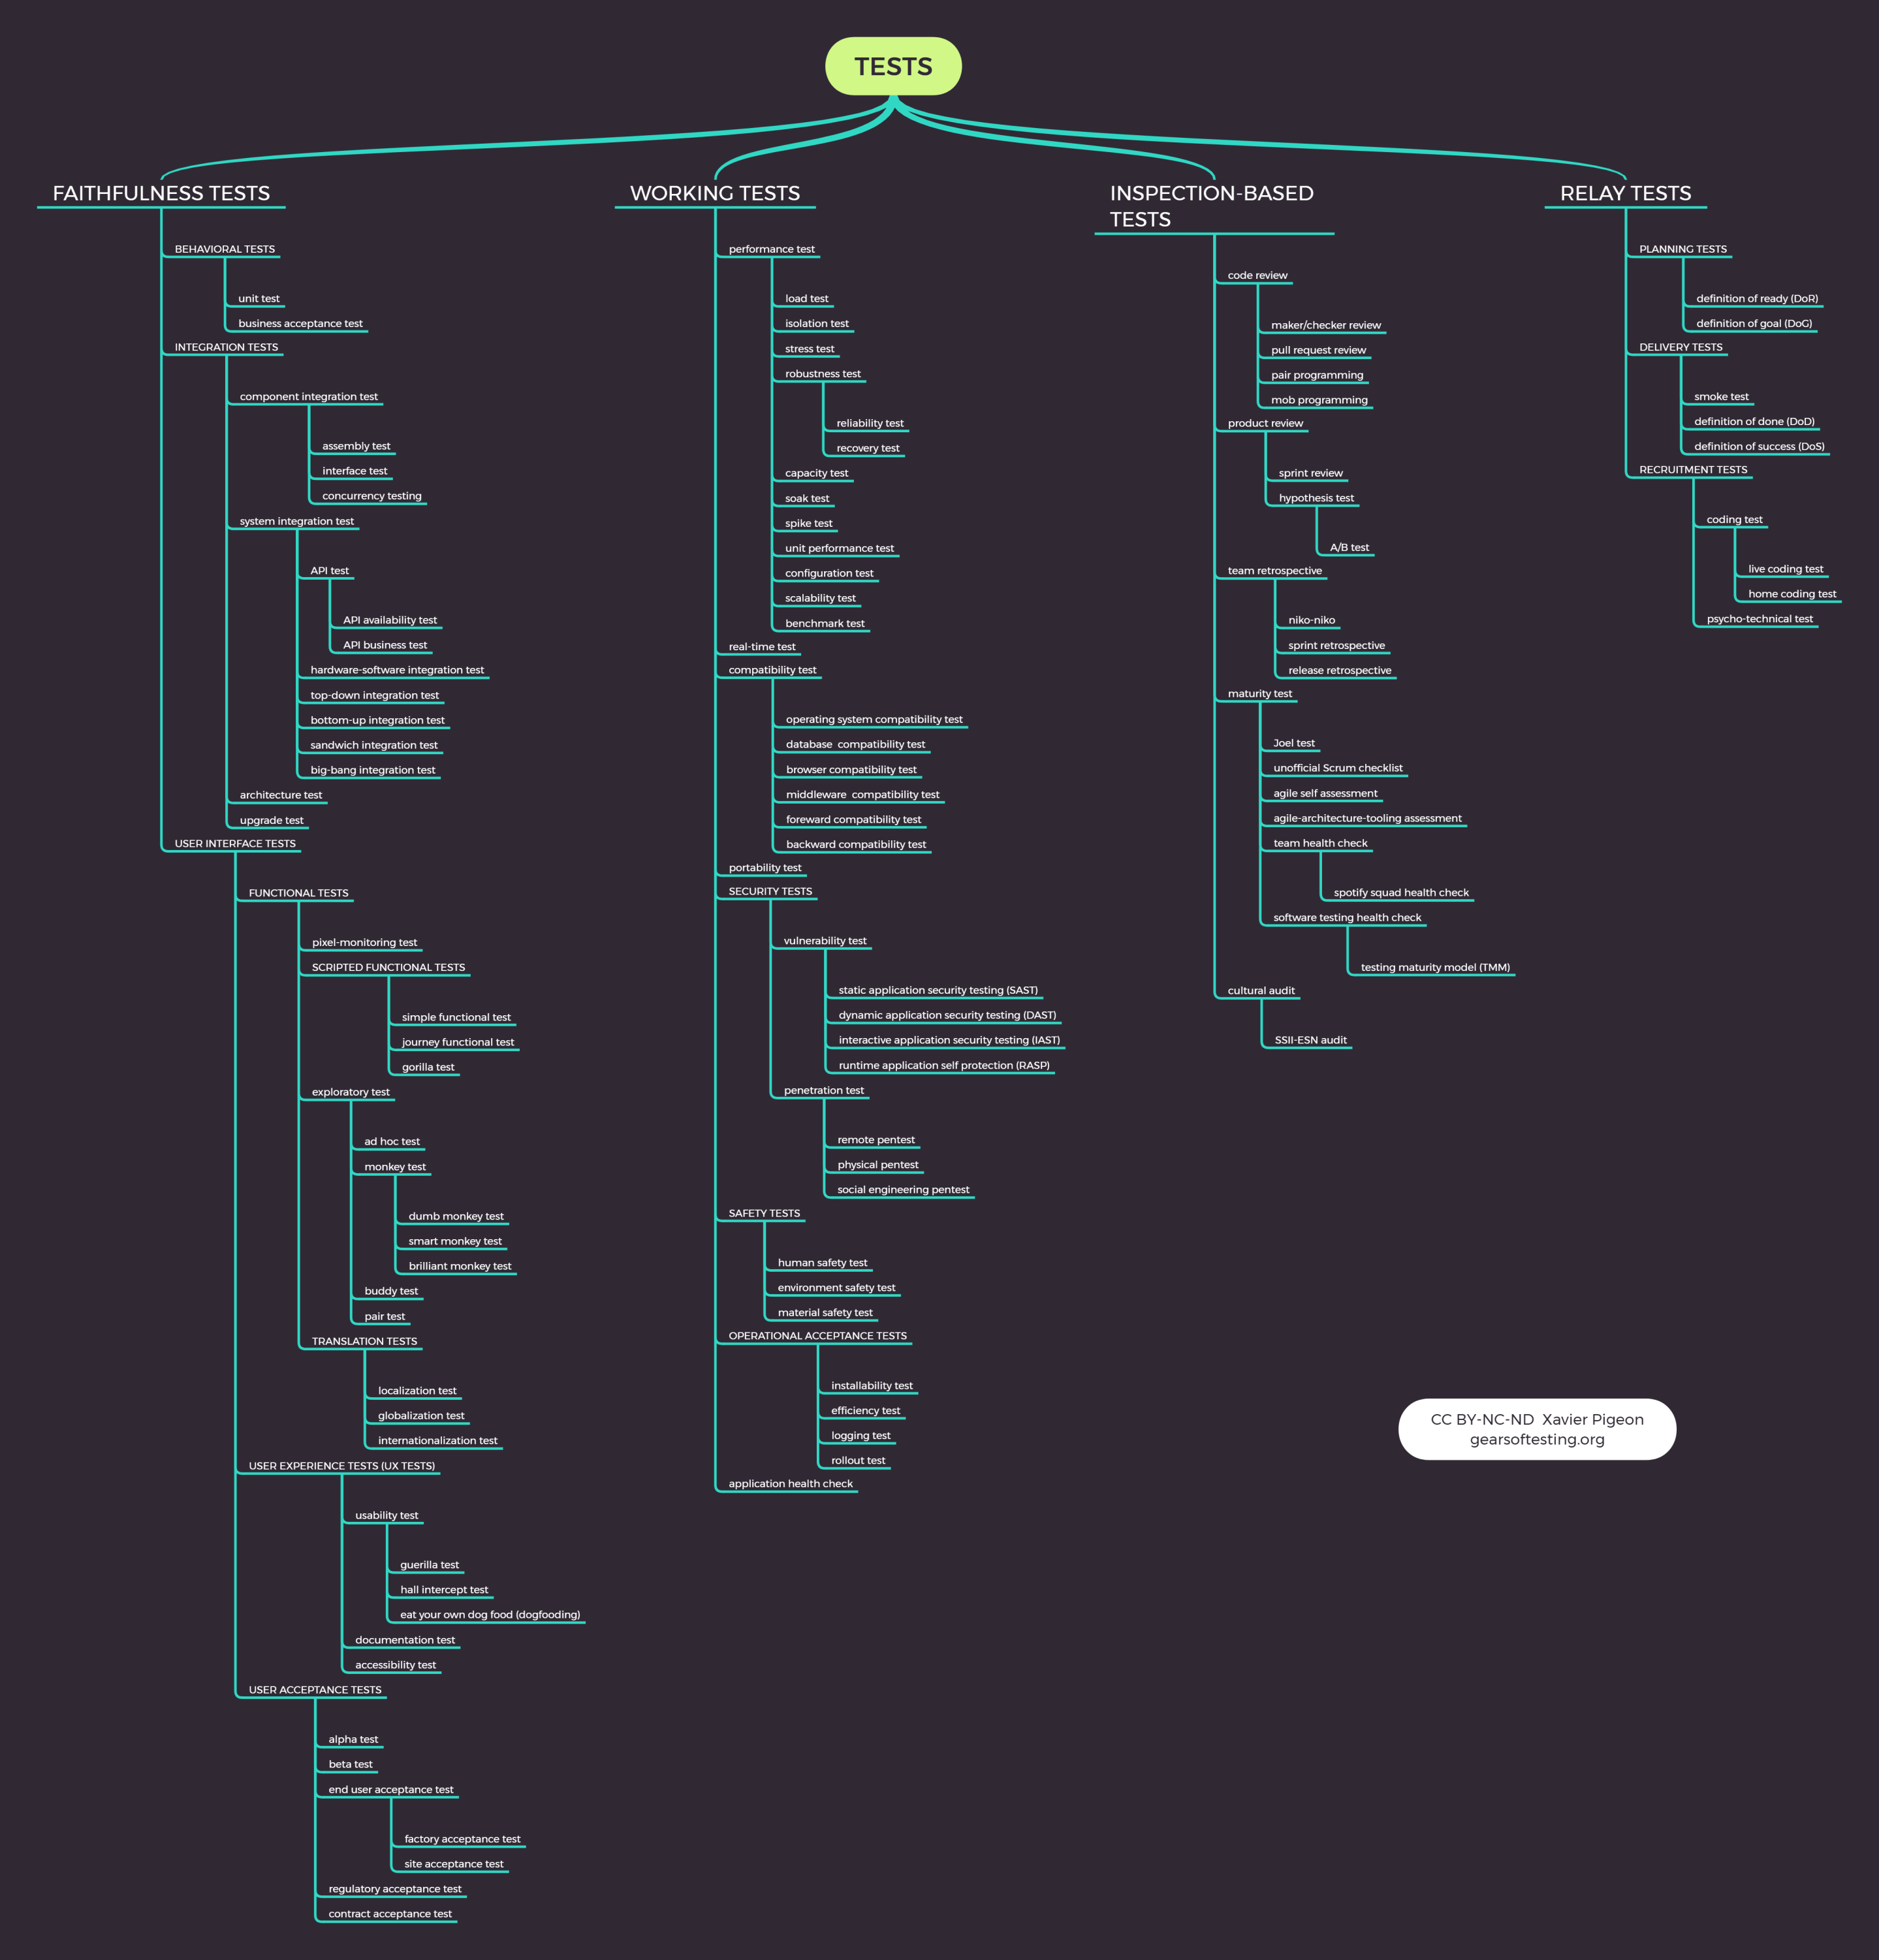 TESTS
FAITHFULNESS TESTS
BEHAVIORAL TESTS
unit test
business acceptance test
INTEGRATION TESTS
component integration test
assembly test
interface test
concurrency testing
system integration test
API test
API availability test
API business test
hardware-software integration test
top-down integration test
bottom-up integration test
sandwich integration test
big-bang integration test
architecture test
upgrade test
USER INTERFACE TESTS
FUNCTIONAL TESTS
pixel-monitoring test
SCRIPTED FUNCTIONAL TESTS
simple functional test
journey functional test
gorilla test
exploratory test
ad hoc test
monkey test
dumb monkey test
smart monkey test
brilliant monkey test
buddy test
pair test
TRANSLATION TESTS
localization test
globalization test
internationalization test
USER EXPERIENCE TESTS (UX TESTS)
usability test
guerilla test
hall intercept test
eat your own dog food (dogfooding)
documentation test
accessibility test
USER ACCEPTANCE TESTS
alpha test
beta test
end user acceptance test
factory acceptance test
site acceptance test
regulatory acceptance test
contract acceptance test
WORKING TESTS
performance test
load test
isolation test
stress test
robustness test
reliability test
recovery test
capacity test
soak test
spike test
unit performance test
configuration test
scalability test
benchmark test
real-time test
compatibility test
operating system compatibility test
database  compatibility test
browser compatibility test
middleware  compatibility test
foreward compatibility test
backward compatibility test
portability test
SECURITY TESTS
vulnerability test
static application security testing (SAST)
dynamic application security testing (DAST)
interactive application security testing (IAST)
runtime application self protection (RASP)
penetration test
remote pentest
physical pentest
social engineering pentest
SAFETY TESTS
human safety test
environment safety test
material safety test
OPERATIONAL ACCEPTANCE TESTS
installability test
efficiency test
logging test
rollout test
application health check
INSPECTION-BASED
TESTS
code review
maker/checker review
pull request review
pair programming
mob programming
product review
sprint review
hypothesis test
A/B test
team retrospective
niko-niko
sprint retrospective
release retrospective
maturity test
Joel test
unofficial Scrum checklist
agile self assessment
agile-architecture-tooling assessment
team health check
spotify squad health check
software testing health check
testing maturity model (TMM)
cultural audit
SSII-ESN audit
RELAY TESTS
PLANNING TESTS
definition of ready (DoR)
definition of goal (DoG)
DELIVERY TESTS
smoke test
definition of done (DoD)
definition of success (DoS)
RECRUITMENT TESTS
coding test
live coding test
home coding test
psycho-technical test
CC BY-NC-ND  Xavier Pigeon
gearsoftesting.org